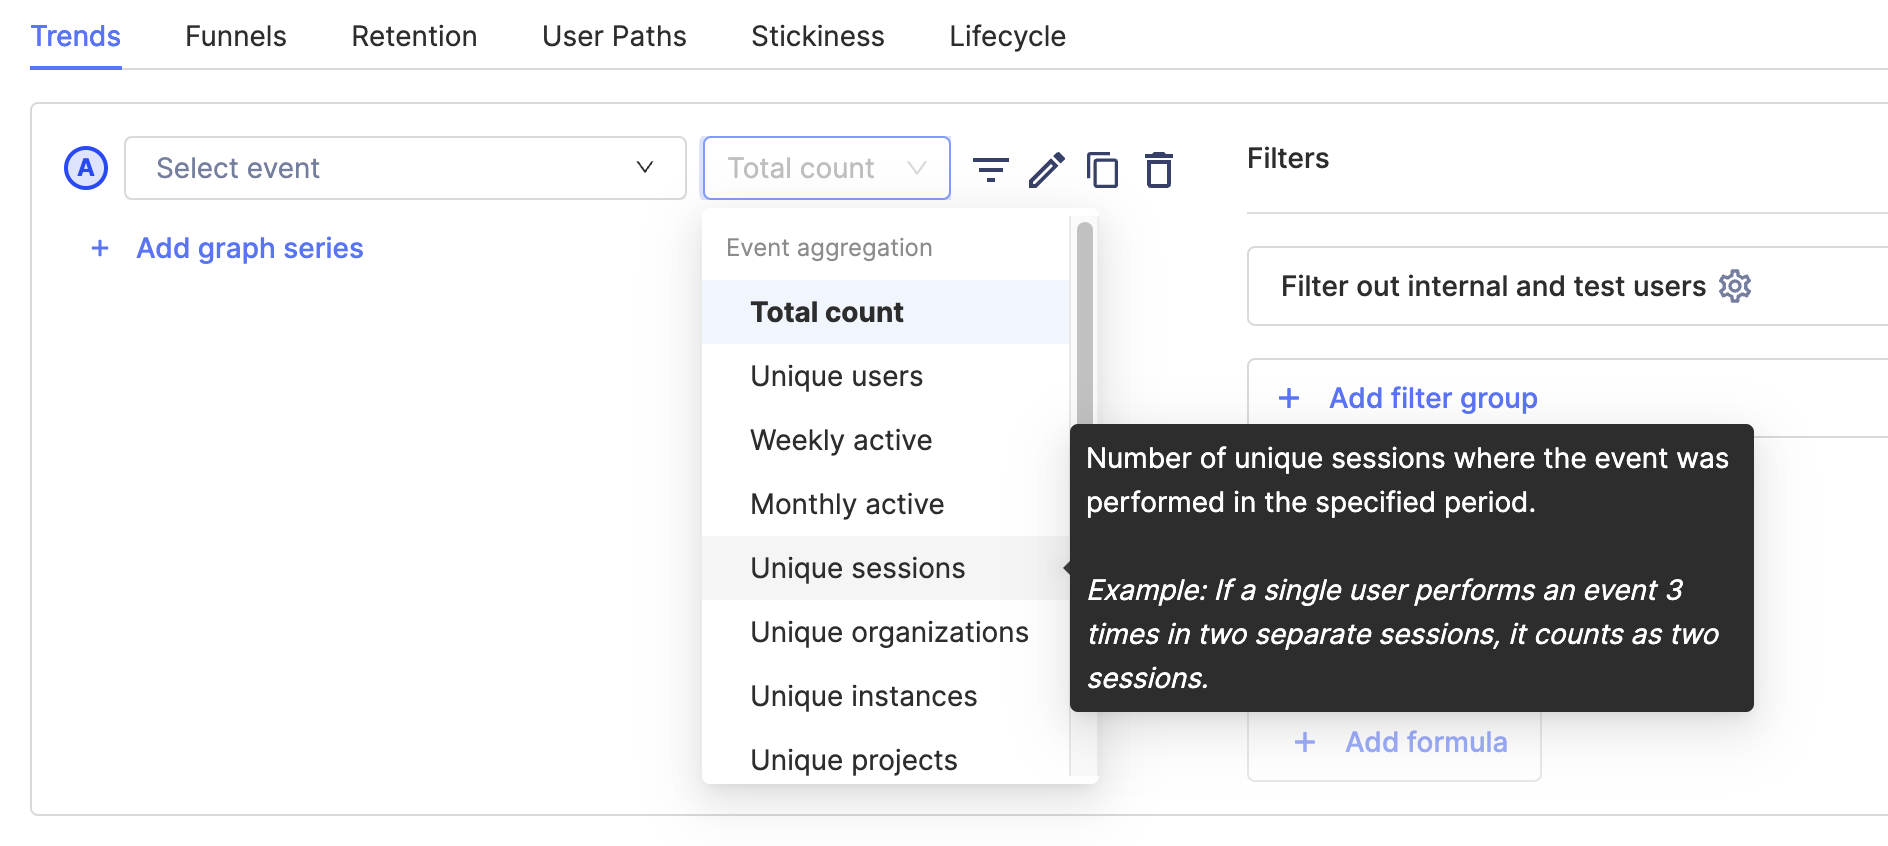 Trends Funnels Retention User Paths Stickiness Lifecycle
A Select event Total count
+ Add graph series
Event aggregation
Total count
Unique users
Weekly active
Monthly active
Unique sessions
Unique organizations
Unique instances
Unique projects
Filters
Filter out internal and test users
+ Add filter group
Number of unique sessions where the event was
performed in the specified period.
Example: If a single user performs an event 3
times in two separate sessions, it counts as two
sessions.
+ Add formula